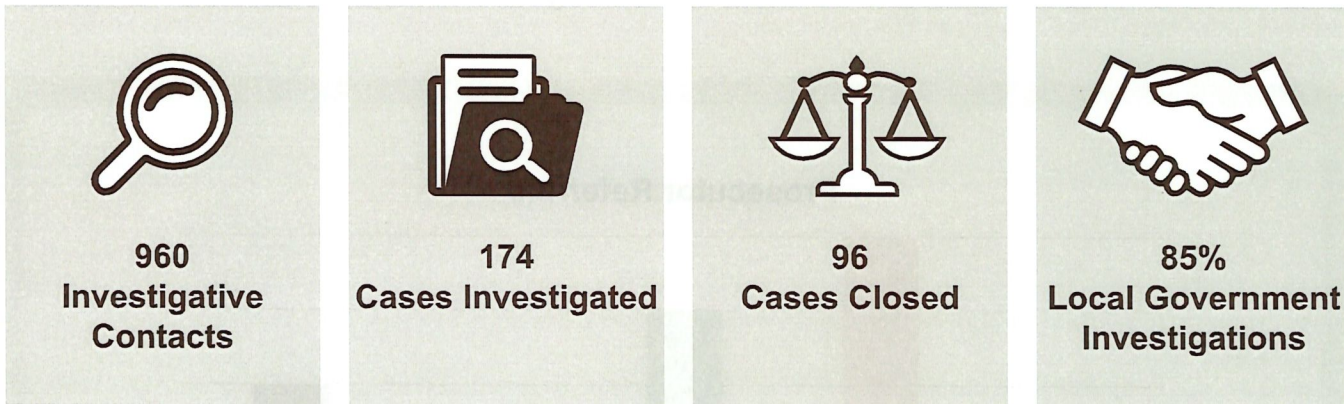 960
Investigative
Contacts
174
Cases Investigated
96
Cases Closed
85%
Local Government
Investigations